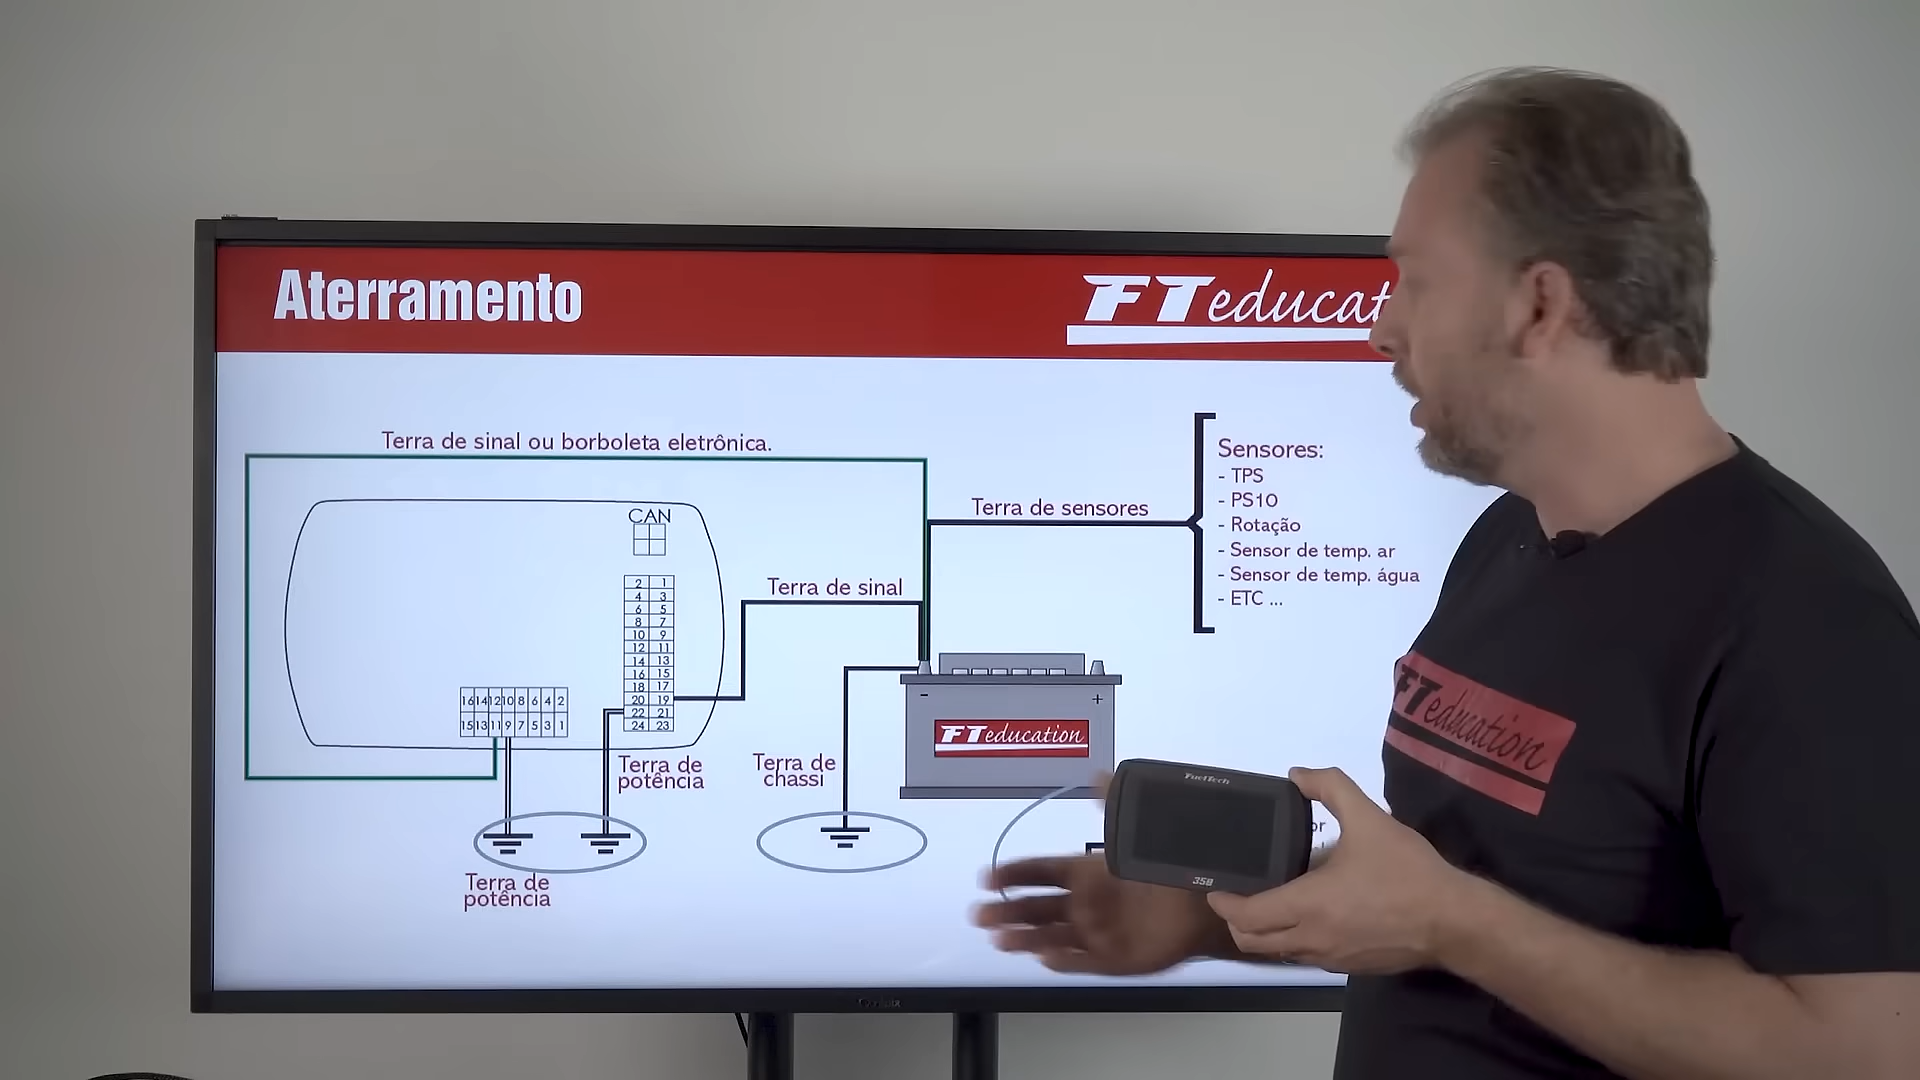 Aterramento
FTeducat
Terra de sinal ou borboleta eletrônica.
Sensores:
- TPS
- PS10
- Rotação
- Sensor de temp. ar
- Sensor de temp. água
- ETC ...
Terra de sensores
CAN
Terra de sinal
2 1
4 3
6 5
8 7
10 9
12 11
14 13
16 15
18 17
20 19
22 21
24 23
16 14 12 10 8 6 4 2
15 13 11 9 7 5 3 1
- +
FTeducation
Terra de
potência
Terra de
chassi
Terra de
potência
FuelTech
350
or
FTeducation